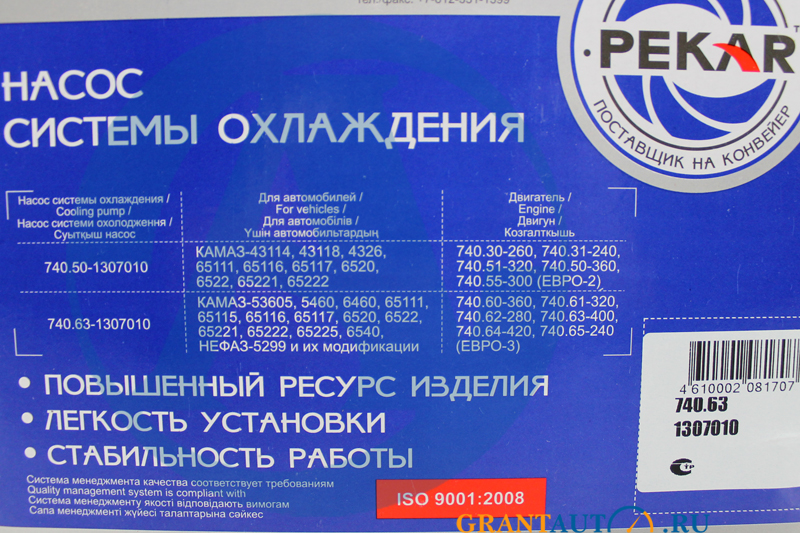 PEKAR
ПОСТАВЩИК НА КОНВЕЙЕР
НАСОС
СИСТЕМЫ ОХЛАЖДЕНИЯ
Насос системы охлаждения /
Cooling pump /
Насос системи охолодження /
Суытқыш насос
Для автомобилей /
For vehicles /
Для автомобілів /
Үшін автомобильтардың
Двигатель /
Engine /
Двигун /
Козгалткышь
740.50-1307010
КАМАЗ-43114, 43118, 4326,
65111, 65116, 65117, 6520,
6522, 65221, 65222
740.30-260, 740.31-240,
740.51-320, 740.50-360,
740.55-300 (ЕВРО-2)
740.63-1307010
КАМАЗ-53605, 5460, 6460, 65111,
65115, 65116, 65117, 6520, 6522,
65221, 65222, 65225, 6540,
НЕФАЗ-5299 и их модификации
740.60-360, 740.61-320,
740.62-280, 740.63-400,
740.64-420, 740.65-240
(ЕВРО-3)
• ПОВЫШЕННЫЙ РЕСУРС ИЗДЕЛИЯ
• ЛЕГКОСТЬ УСТАНОВКИ
• СТАБИЛЬНОСТЬ РАБОТЫ
4 610002 081707
740.63
1307010
Система менеджмента качества соответствует требованиям
Quality management system is compliant with
Система менеджменту якості відповідають вимогам
Сапа менеджменті жүйесі талаптарына сәйкес
ISO 9001:2008
GRANTAUTO.RU